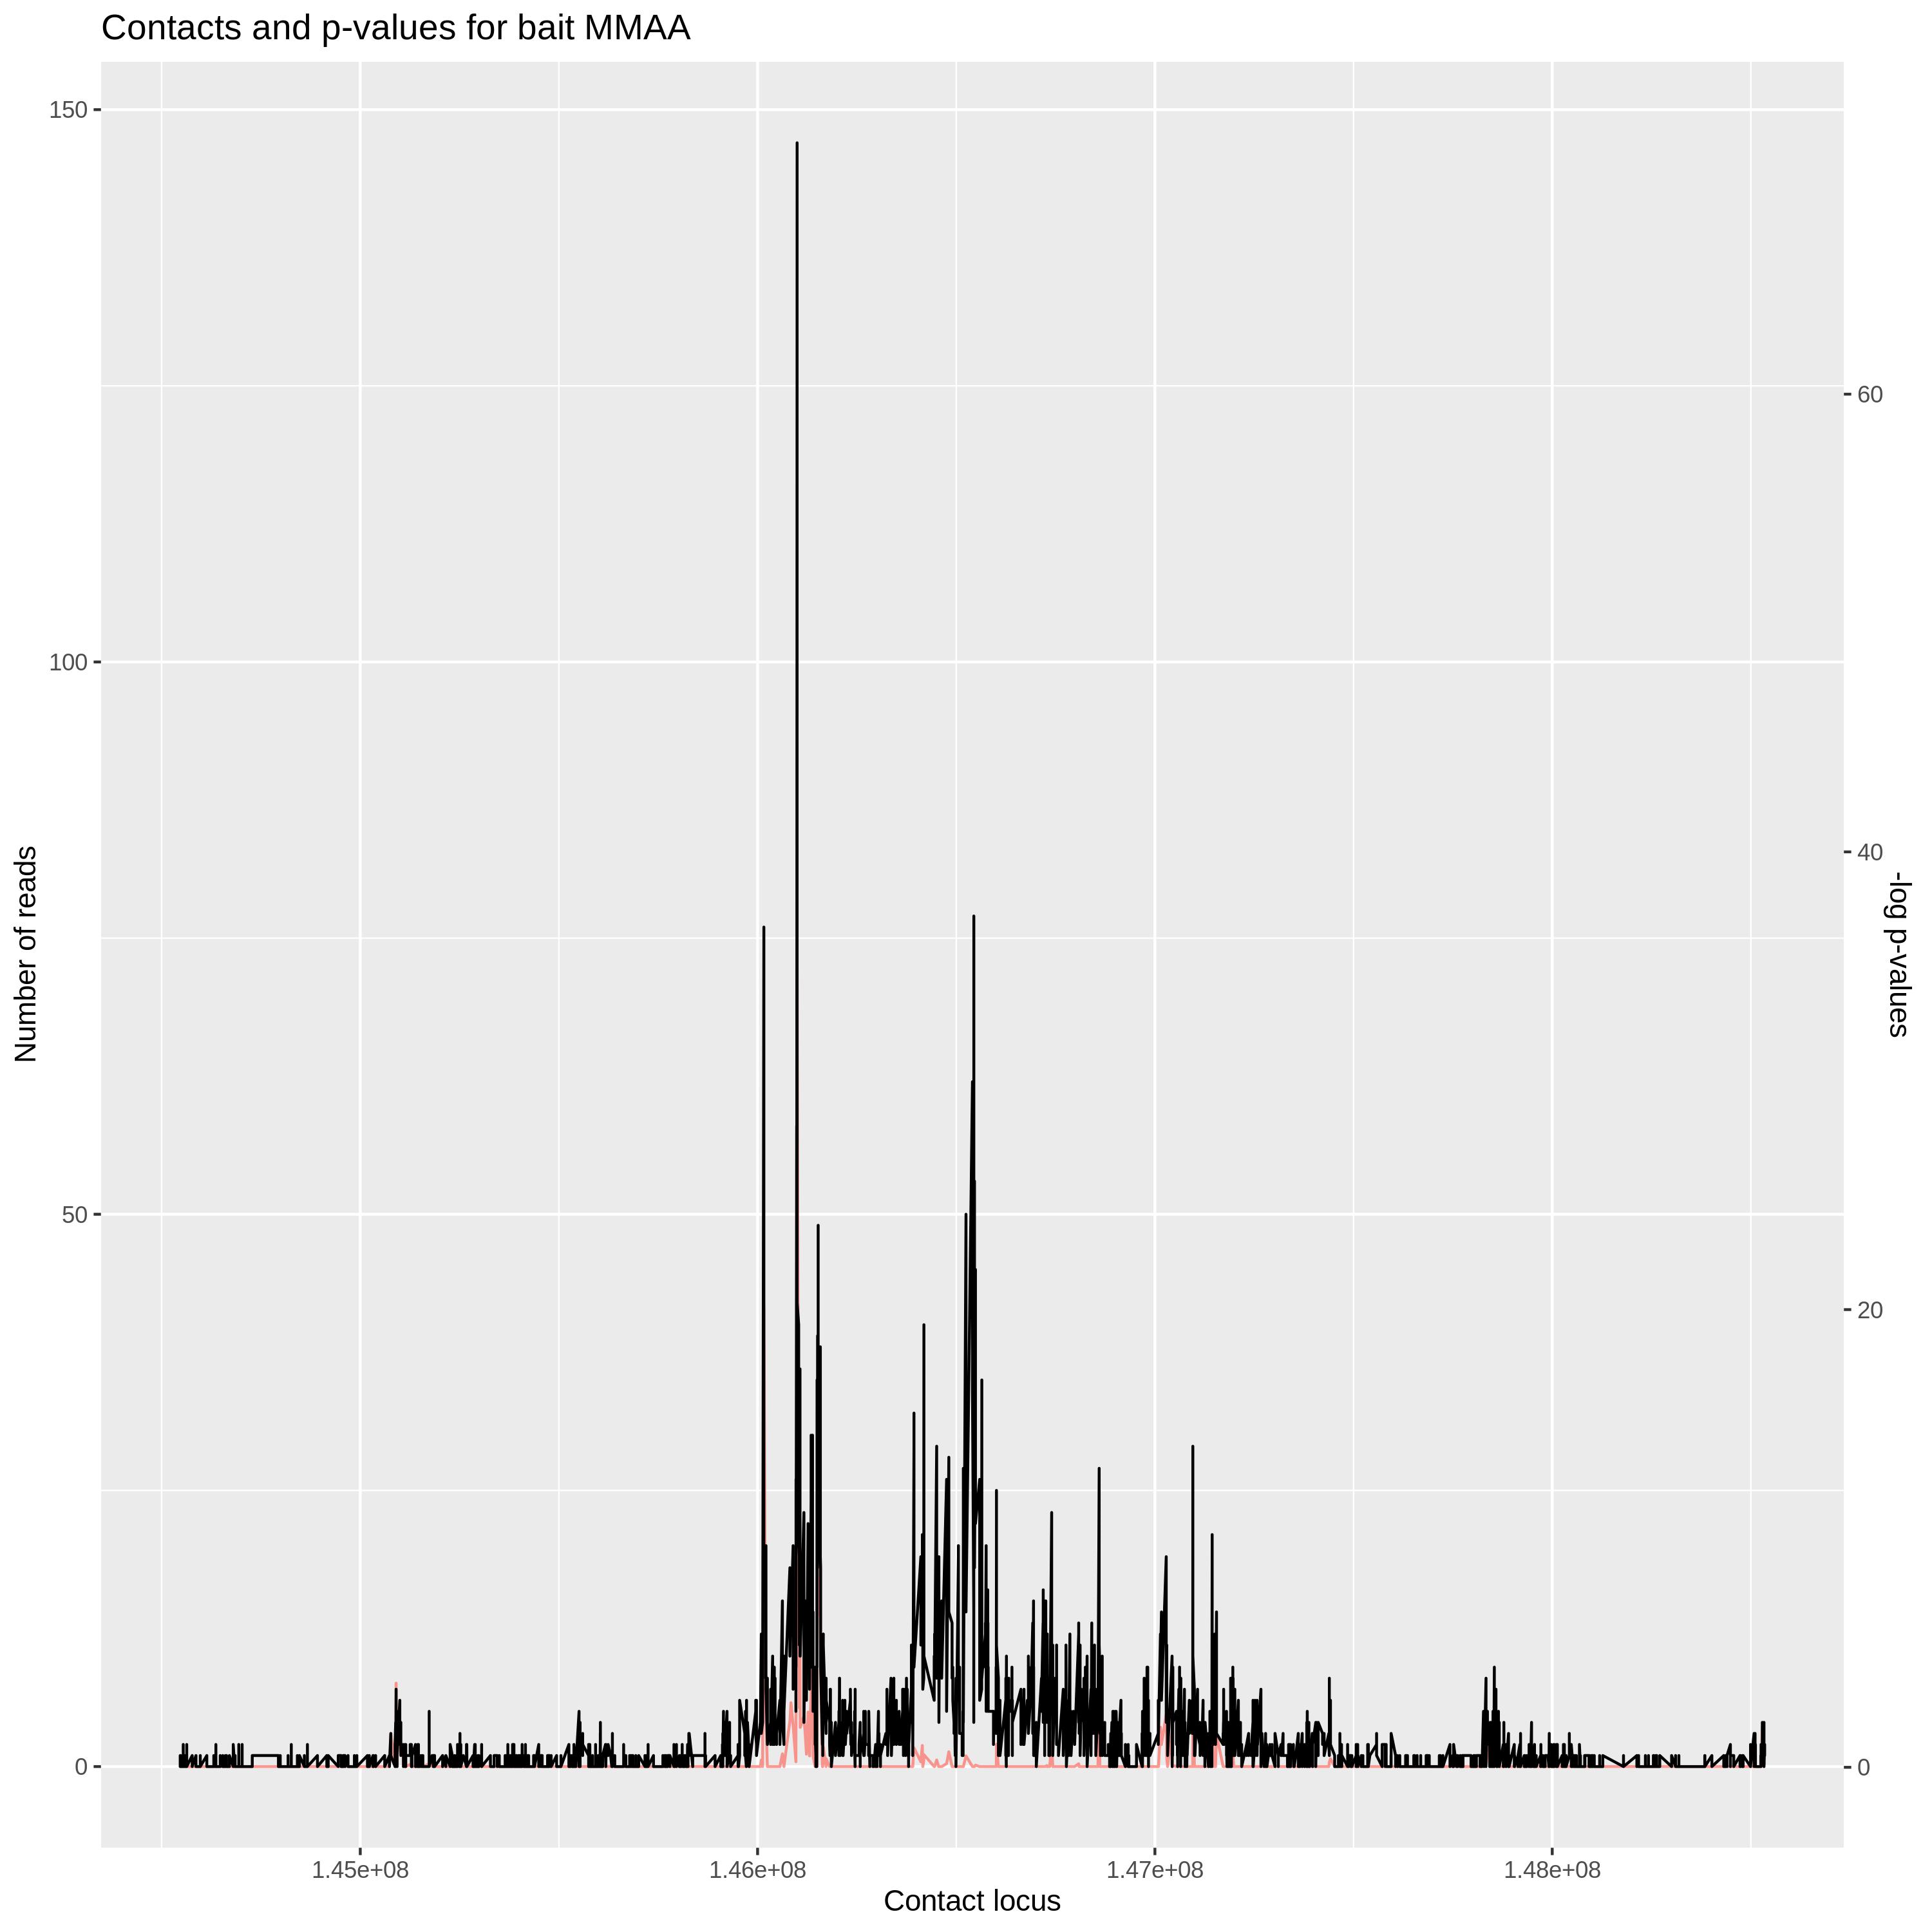 Contacts and p-values for bait MMAA
150
100
50
0
Number of reads
60
40
20
0
-log p-values
1.45e+08
1.46e+08
1.47e+08
1.48e+08
Contact locus